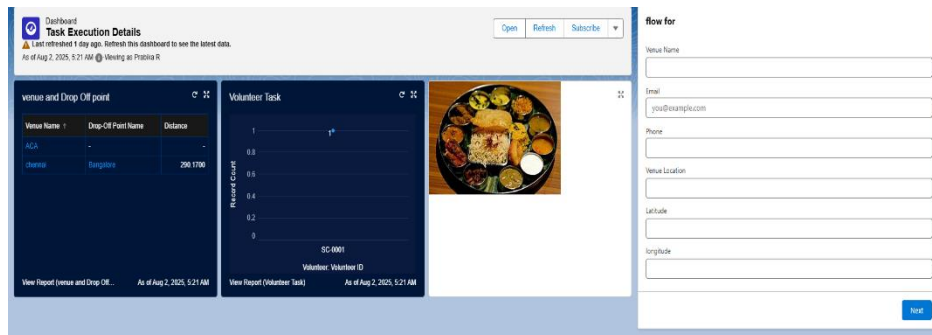 Dashboard
Task Execution Details
Last refreshed 1 day ago. Refresh this dashboard to see the latest data.
As of Aug 2, 2025, 5:21 AM Viewing as Prabika R
Open Refresh Subscribe
venue and Drop Off point
Venue Name ↑ Drop-Off Point Name Distance
ACA - -
chennai Bangalore 290.1700
View Report (venue and Drop Off... As of Aug 2, 2025, 5:21 AM
Volunteer Task
Record Count
1
0.8
0.6
0.4
0.2
0
1
SC-0001
Volunteer: Volunteer ID
View Report (Volunteer Task) As of Aug 2, 2025, 5:21 AM
flow for
Venue Name
Email
you@example.com
Phone
Venue Location
Latitude
longitude
Next